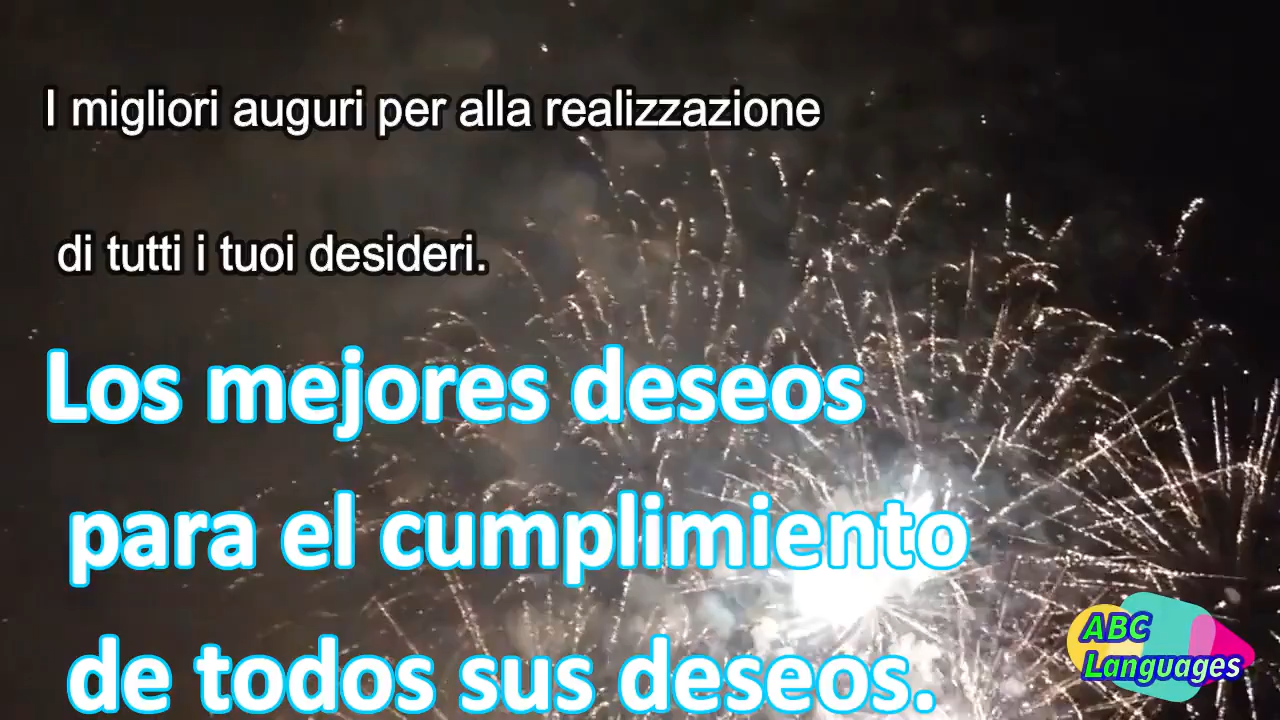 I migliori auguri per alla realizzazione
di tutti i tuoi desideri.
Los mejores deseos
para el cumplimiento
de todos sus deseos.
ABC
Languages